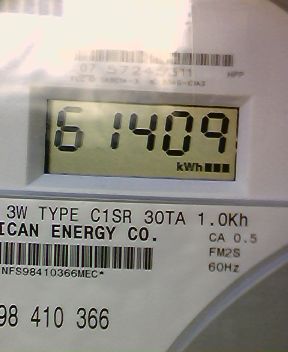 HPP
61409
kWh
3W TYPE C1SR 30TA 1.0Kh
ICAN ENERGY CO.
CA 0.5
FM2S
60Hz
NFS98410366MEC*
98 410 366